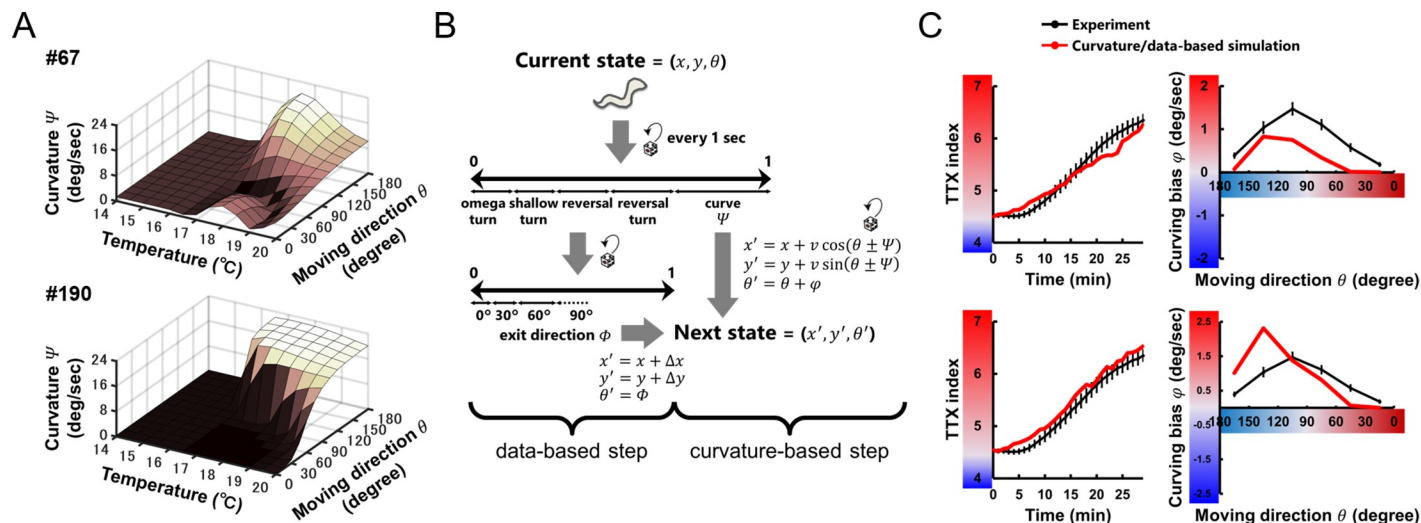 A
#67
Curvature Ψ
(deg/sec)
24
18
12
6
0
14
15
16
17
18
19
20
Temperature (℃)
0
30
60
90
120
150
180
Moving direction θ
(degree)
#190
Curvature Ψ
(deg/sec)
24
18
12
6
0
14
15
16
17
18
19
20
Temperature (℃)
0
30
60
90
120
150
180
Moving direction θ
(degree)
B
Current state = (x, y, θ)
every 1 sec
0 1
omega turn
shallow turn
reversal
reversal turn
curve
Ψ
x′ = x + v cos(θ ± Ψ)
y′ = y + v sin(θ ± Ψ)
θ′ = θ + φ
0 1
0° 30° 60° 90°
exit direction Φ
Next state = (x′, y′, θ′)
x′ = x + Δx
y′ = y + Δy
θ′ = Φ
data-based step
curvature-based step
C
Experiment
Curvature/data-based simulation
TTX index
7
6
5
4
0 5 10 15 20 25
Time (min)
Curving bias φ (deg/sec)
2
1
0
-1
-2
180 150 120 90 60 30 0
Moving direction θ (degree)
TTX index
7
6
5
4
0 5 10 15 20 25
Time (min)
Curving bias φ (deg/sec)
2.5
1.5
0.5
-0.5
-1.5
-2.5
180 150 120 90 60 30 0
Moving direction θ (degree)